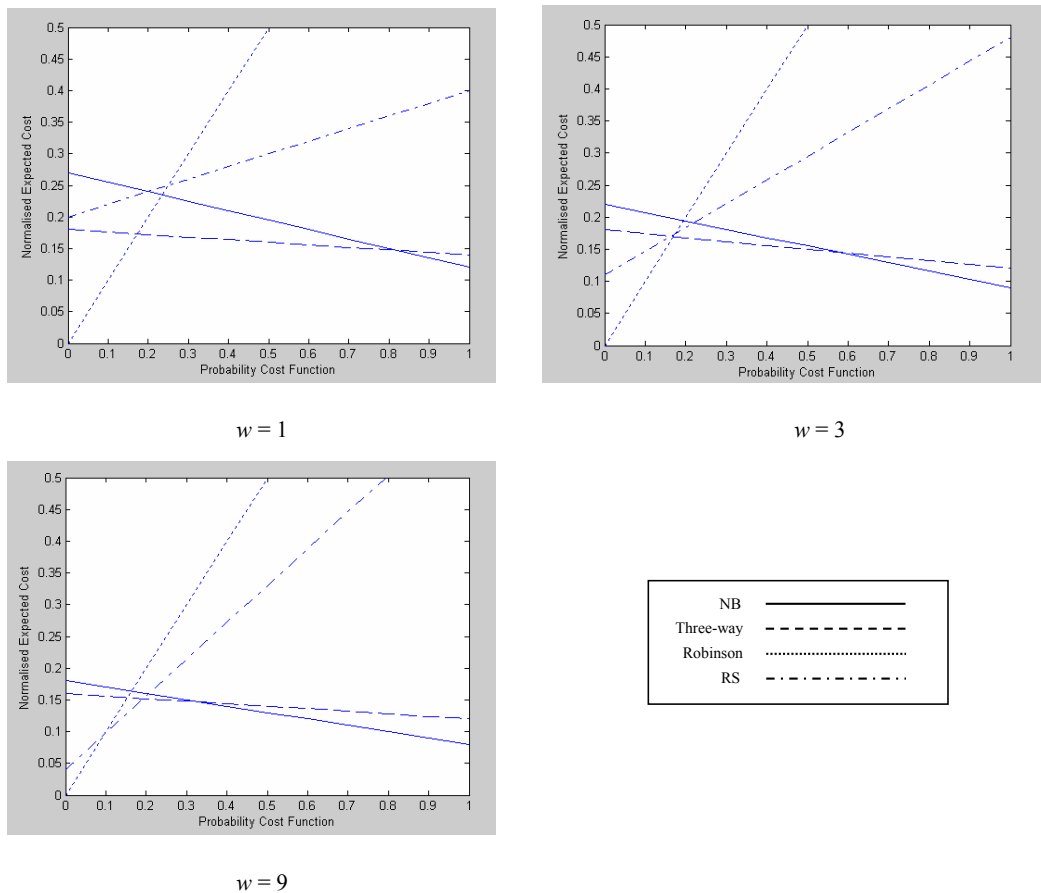 0.5
0.45
0.4
0.35
0.3
0.25
0.2
0.15
0.1
0.05
0
Normalised Expected Cost
0 0.1 0.2 0.3 0.4 0.5 0.6 0.7 0.8 0.9 1
Probability Cost Function
w = 1
0.5
0.45
0.4
0.35
0.3
0.25
0.2
0.15
0.1
0.05
0
Normalised Expected Cost
0 0.1 0.2 0.3 0.4 0.5 0.6 0.7 0.8 0.9 1
Probability Cost Function
w = 3
0.5
0.45
0.4
0.35
0.3
0.25
0.2
0.15
0.1
0.05
0
Normalised Expected Cost
0 0.1 0.2 0.3 0.4 0.5 0.6 0.7 0.8 0.9 1
Probability Cost Function
w = 9
NB
Three-way
Robinson
RS